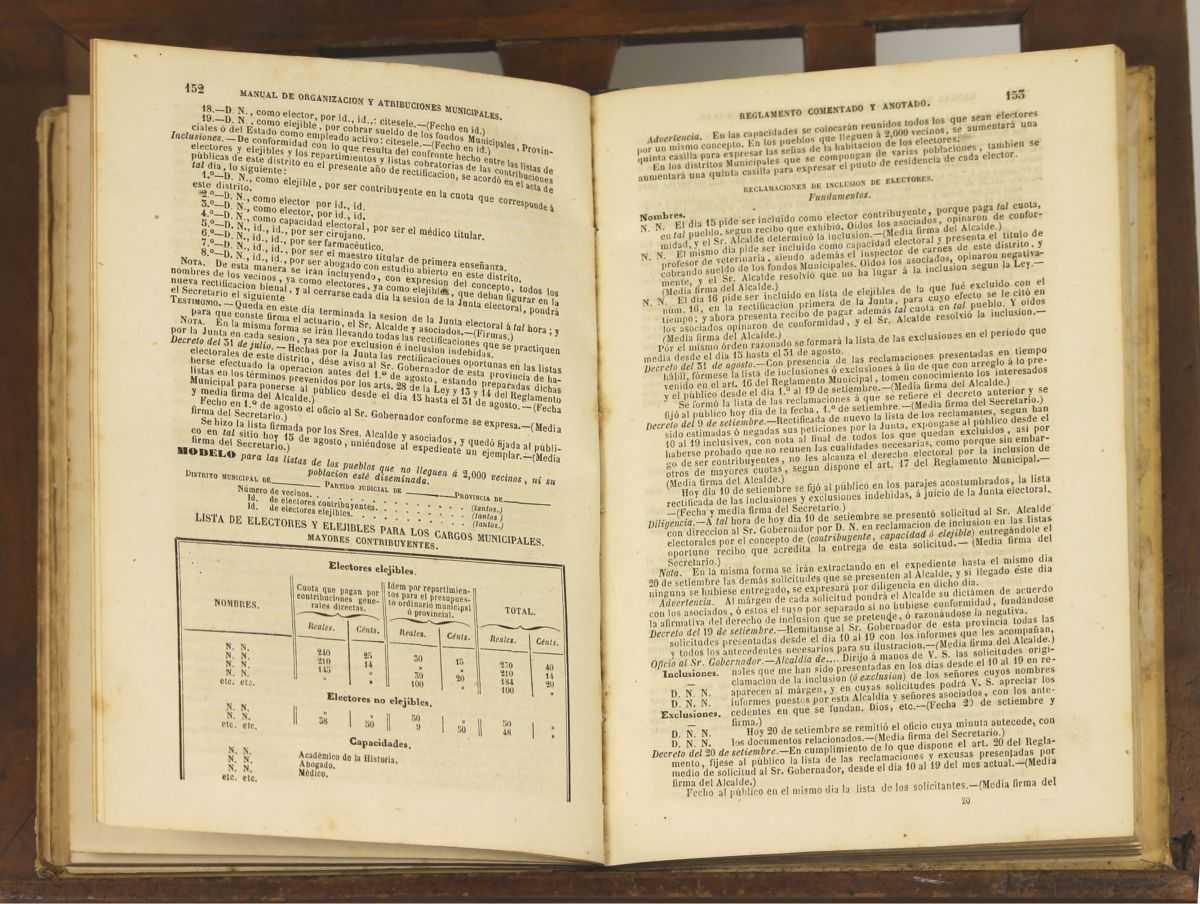 152
MANUAL DE ORGANIZACION Y ATRIBUCIONES MUNICIPALES.
18.—D. N., como elector, por id., id..: citesele.—(Fecho en id.)
19.—D. N., como elejible, por cobrar sueldo de los fondos Municipales, Provin-
ciales ó del Estado como empleado activo: citesele.—(Fecho en id.)
Inclusiones.—De conformidad con lo que resulta del confronte hecho entre las listas de
electores y elejibles y los repartimientos y listas cobratorias de las contribuciones
públicas de este distrito en el presente año de rectificacion, se acordó en el acta de
tal dia, lo siguiente:
1.º—D. N., como elejible, por ser contribuyente en la cuota que corresponde á
este distrito.
2.º—D. N., como elector por id., id.
3.º—D. N., como elector, por id., id.
4.º—D. N., como capacidad electoral, por ser el médico titular.
5.º—D. N., id., id., por ser cirujano.
6.º—D. N., id., id., por ser farmacéutico.
7.º—D. N., id., id., por ser el maestro titular de primera enseñanza.
8.º—D. N., id., id., por ser abogado con estudio abierto en este distrito.
NOTA. De esta manera se irán incluyendo, con expresion del concepto, todos los
nombres de los vecinos, ya como electores, ya como elejibles, que deban figurar en la
nueva rectificacion bienal, y al cerrarse cada dia la sesion de la Junta electoral, pondrá
el Secretario el siguiente
TESTIMONIO.—Queda en este dia terminada la sesion de la Junta electoral á tal hora; y
para que conste firma el actuario, el Sr. Alcalde y asociados.—(Firmas.)
NOTA. En la misma forma se irán llevando todas las rectificaciones que se practiquen
por la Junta en cada sesion, ya sea por exclusion é inclusion indebidas.
Decreto del 31 de julio.—Hechas por la Junta las rectificaciones oportunas en las listas
electorales de este distrito, dése aviso al Sr. Gobernador de esta provincia de ha-
herse efectuado la operacion antes del 1.º de agosto, estando preparadas dichas
listas en los términos prevenidos por los arts. 28 de la Ley y 13 y 14 del Reglamento
Municipal para ponerse al público desde el dia 15 hasta el 31 de agosto.—(Fecha
y media firma del Alcalde.)
Fecho en 1.º de agosto el oficio al Sr. Gobernador conforme se expresa.—(Media
firma del Secretario.)
Se hizo la lista firmada por los Sres. Alcalde y asociados, y quedó fijada al públi-
co en tal sitio hoy 15 de agosto, uniéndose al expediente un ejemplar.—(Media
firma del Secretario.)
MODELO para las listas de los pueblos que no lleguen á 2,000 vecinos, ni su
poblacion esté diseminada.
DISTRITO MUNICIPAL DE PARTIDO JUDICIAL DE PROVINCIA DE
Número de vecinos. . . . . . . . . . . . . . (tantos.)
Id. de electores contribuyentes. . . . . . . . . . (tantos)
Id. de electores elejibles. . . . . . . . . . . . (tantos.)
LISTA DE ELECTORES Y ELEJIBLES PARA LOS CARGOS MUNICIPALES.
MAYORES CONTRIBUYENTES.
Electores elejibles.
NOMBRES. Cuota que pagan por contribuciones gene- rales directas. Idem por repartimien- tos para el presupues- to ordinario municipal ó provincial. TOTAL.
Reales. Cénts. Reales. Cénts. Reales. Cénts.
N. N. 240 25 30 15 270 40
N. N. 210 14 » » 210 14
N. N. 145 » 39 20 184 20
N. N. » » 100 » 100 »
etc. etc.
Electores no elejibles.
N. N. » » 50 » 50 »
N. N. 38 50 9 50 48 »
etc. etc.
Capacidades.
N. N. Académico de la Historia.
N. N. Abogado.
N. N. Médico.
etc. etc.
REGLAMENTO COMENTADO Y ANOTADO.
153
Advertencia. En las capacidades se colocarán reunidos todos los que sean electores
por un mismo concepto. En los pueblos que lleguen á 2,000 vecinos, se aumentará una
quinta casilla para expresar las señas de la habitacion de los electores.
En los distritos Municipales que se compongan de varias poblaciones, tambien se
aumentará una quinta casilla para expresar el punto de residencia de cada elector.
RECLAMACIONES DE INCLUSION DE ELECTORES.
Fundamentos.
Nombres.
N. N. El dia 15 pide ser incluido como elector contribuyente, porque paga tal cuota,
en tal pueblo, segun recibo que exhibió. Oidos los asociados, opinaron de confor-
midad, y el Sr. Alcalde determinó la inclusion.—(Media firma del Alcalde.)
N. N. El mismo dia pide ser incluido como capacidad electoral y presenta el titulo de
profesor de veterinaria, siendo además el inspector de carnes de este distrito, y
cobrando sueldo de los fondos Municipales. Oidos los asociados, opinaron negativa-
mente, y el Sr. Alcalde resolvió que no ha lugar á la inclusion segun la Ley.—
(Media firma del Alcalde.)
N. N. El dia 16 pide ser incluido en lista de elejibles de la que fué excluido con el
núm. 16, en la rectificacion primera de la Junta, para cuyo efecto se le citó en
tiempo; y ahora presenta recibo de pagar además tal cuota en tal pueblo. Y oidos
los asociados opinaron de conformidad, y el Sr. Alcalde resolvió la inclusion.—
(Media firma del Alcalde.)
Por el mismo órden razonado se formará la lista de las exclusiones en el periodo que
media desde el dia 15 hasta el 31 de agosto.
Decreto del 31 de agosto.—Con presencia de las reclamaciones presentadas en tiempo
hábil, fórmese la lista de inclusiones ó exclusiones á fin de que con arreglo á lo pre-
venido en el art. 16 del Reglamento Municipal, tomen conocimiento los interesados
y el público desde el dia 1.º al 19 de setiembre.—(Media firma del Alcalde.)
Se formó la lista de las reclamaciones á que se refiere el decreto anterior y se
fijó al público hoy dia de la fecha, 1.º de setiembre.—(Media firma del Secretario.)
Decreto del 9 de setiembre.—Rectificada de nuevo la lista de los reclamantes, segun han
sido estimadas ó negadas sus peticiones por la Junta, expóngase al público desde el
10 al 19 inclusives, con nota al final de todos los que quedan excluidos, así por
haberse probado que no reunen las cualidades necesarias, como porque sin embar-
go de ser contribuyentes, no les alcanza el derecho electoral por la inclusion de
otros de mayores cuotas, segun dispone el art. 17 del Reglamento Municipal.—
(Media firma del Alcalde.)
Hoy dia 10 de setiembre se fijó al público en los parajes acostumbrados, la lista
rectificada de las inclusiones y exclusiones indebidas, á juicio de la Junta electoral.
—(Fecha y media firma del Secretario.)
Diligencia.—A tal hora de hoy dia 10 de setiembre se presentó solicitud al Sr. Alcalde
con direccion al Sr. Gobernador por D. N. en reclamacion de inclusion en las listas
electorales por el concepto de (contribuyente, capacidad ó elejible) entregándole el
oportuno recibo que acredita la entrega de esta solicitud.—(Media firma del
Secretario.)
Nota. En la misma forma se irán extractando en el expediente hasta el mismo dia
20 de setiembre las demás solicitudes que se presenten al Alcalde, y si llegado este dia
ninguna se hubiese entregado, se expresará por diligencia en dicho dia.
Advertencia. Al márgen de cada solicitud pondrá el Alcalde su dictámen de acuerdo
con los asociados, ó estos el suyo por separado si no hubiese conformidad, fundándose
la afirmativa del derecho de inclusion que se pretende, ó razonándose la negativa.
Decreto del 19 de setiembre.—Remitanse al Sr. Gobernador de esta provincia todas las
solicitudes presentadas desde el dia 10 al 19 con los informes que les acompañan,
y todos los antecedentes necesarios para su ilustracion.—(Media firma del Alcalde.)
Oficio al Sr. Gobernador.—Alcaldía de.... Dirijo á manos de V. S. las solicitudes origi-
Inclusiones. nales que me han sido presentadas en los dias desde el 10 al 19 en re-
— clamacion de la inclusion (ó exclusion) de los señores cuyos nombres
D. N. N. aparecen al márgen, y en cuyas solicitudes podrá V. S. apreciar los
D. N. N. informes puestos por esta Alcaldía y señores asociados, con los ante-
Exclusiones. cedentes en que se fundan. Dios, etc.—(Fecha 20 de setiembre y
— firma.)
D. N. N. Hoy 20 de setiembre se remitió el oficio cuya minuta antecede, con
D. N. N. los documentos relacionados.—(Media firma del Secretario.)
Decreto del 20 de setiembre.—En cumplimiento de lo que dispone el art. 20 del Regla-
mento, fijese al público la lista de las reclamaciones y excusas presentadas por
medio de solicitud al Sr. Gobernador, desde el dia 10 al 19 del mes actual.—(Media
firma del Alcalde.)
Fecho al público en el mismo dia la lista de los solicitantes.—(Media firma del
20